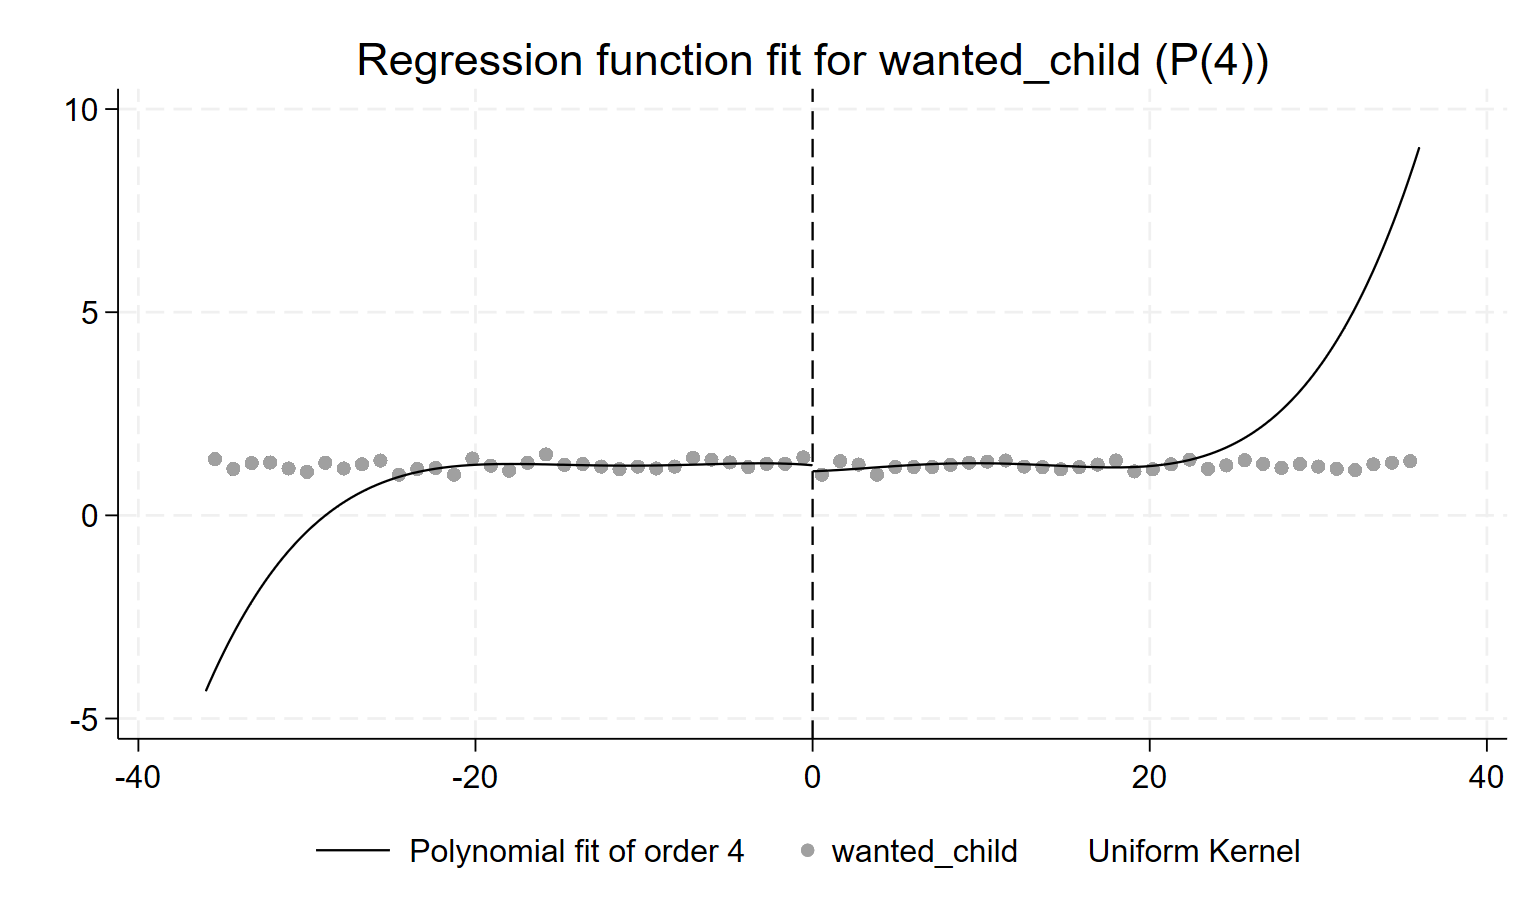 Regression function fit for wanted_child (P(4))
10
5
0
-5
-40 -20 0 20 40
Polynomial fit of order 4 wanted_child Uniform Kernel